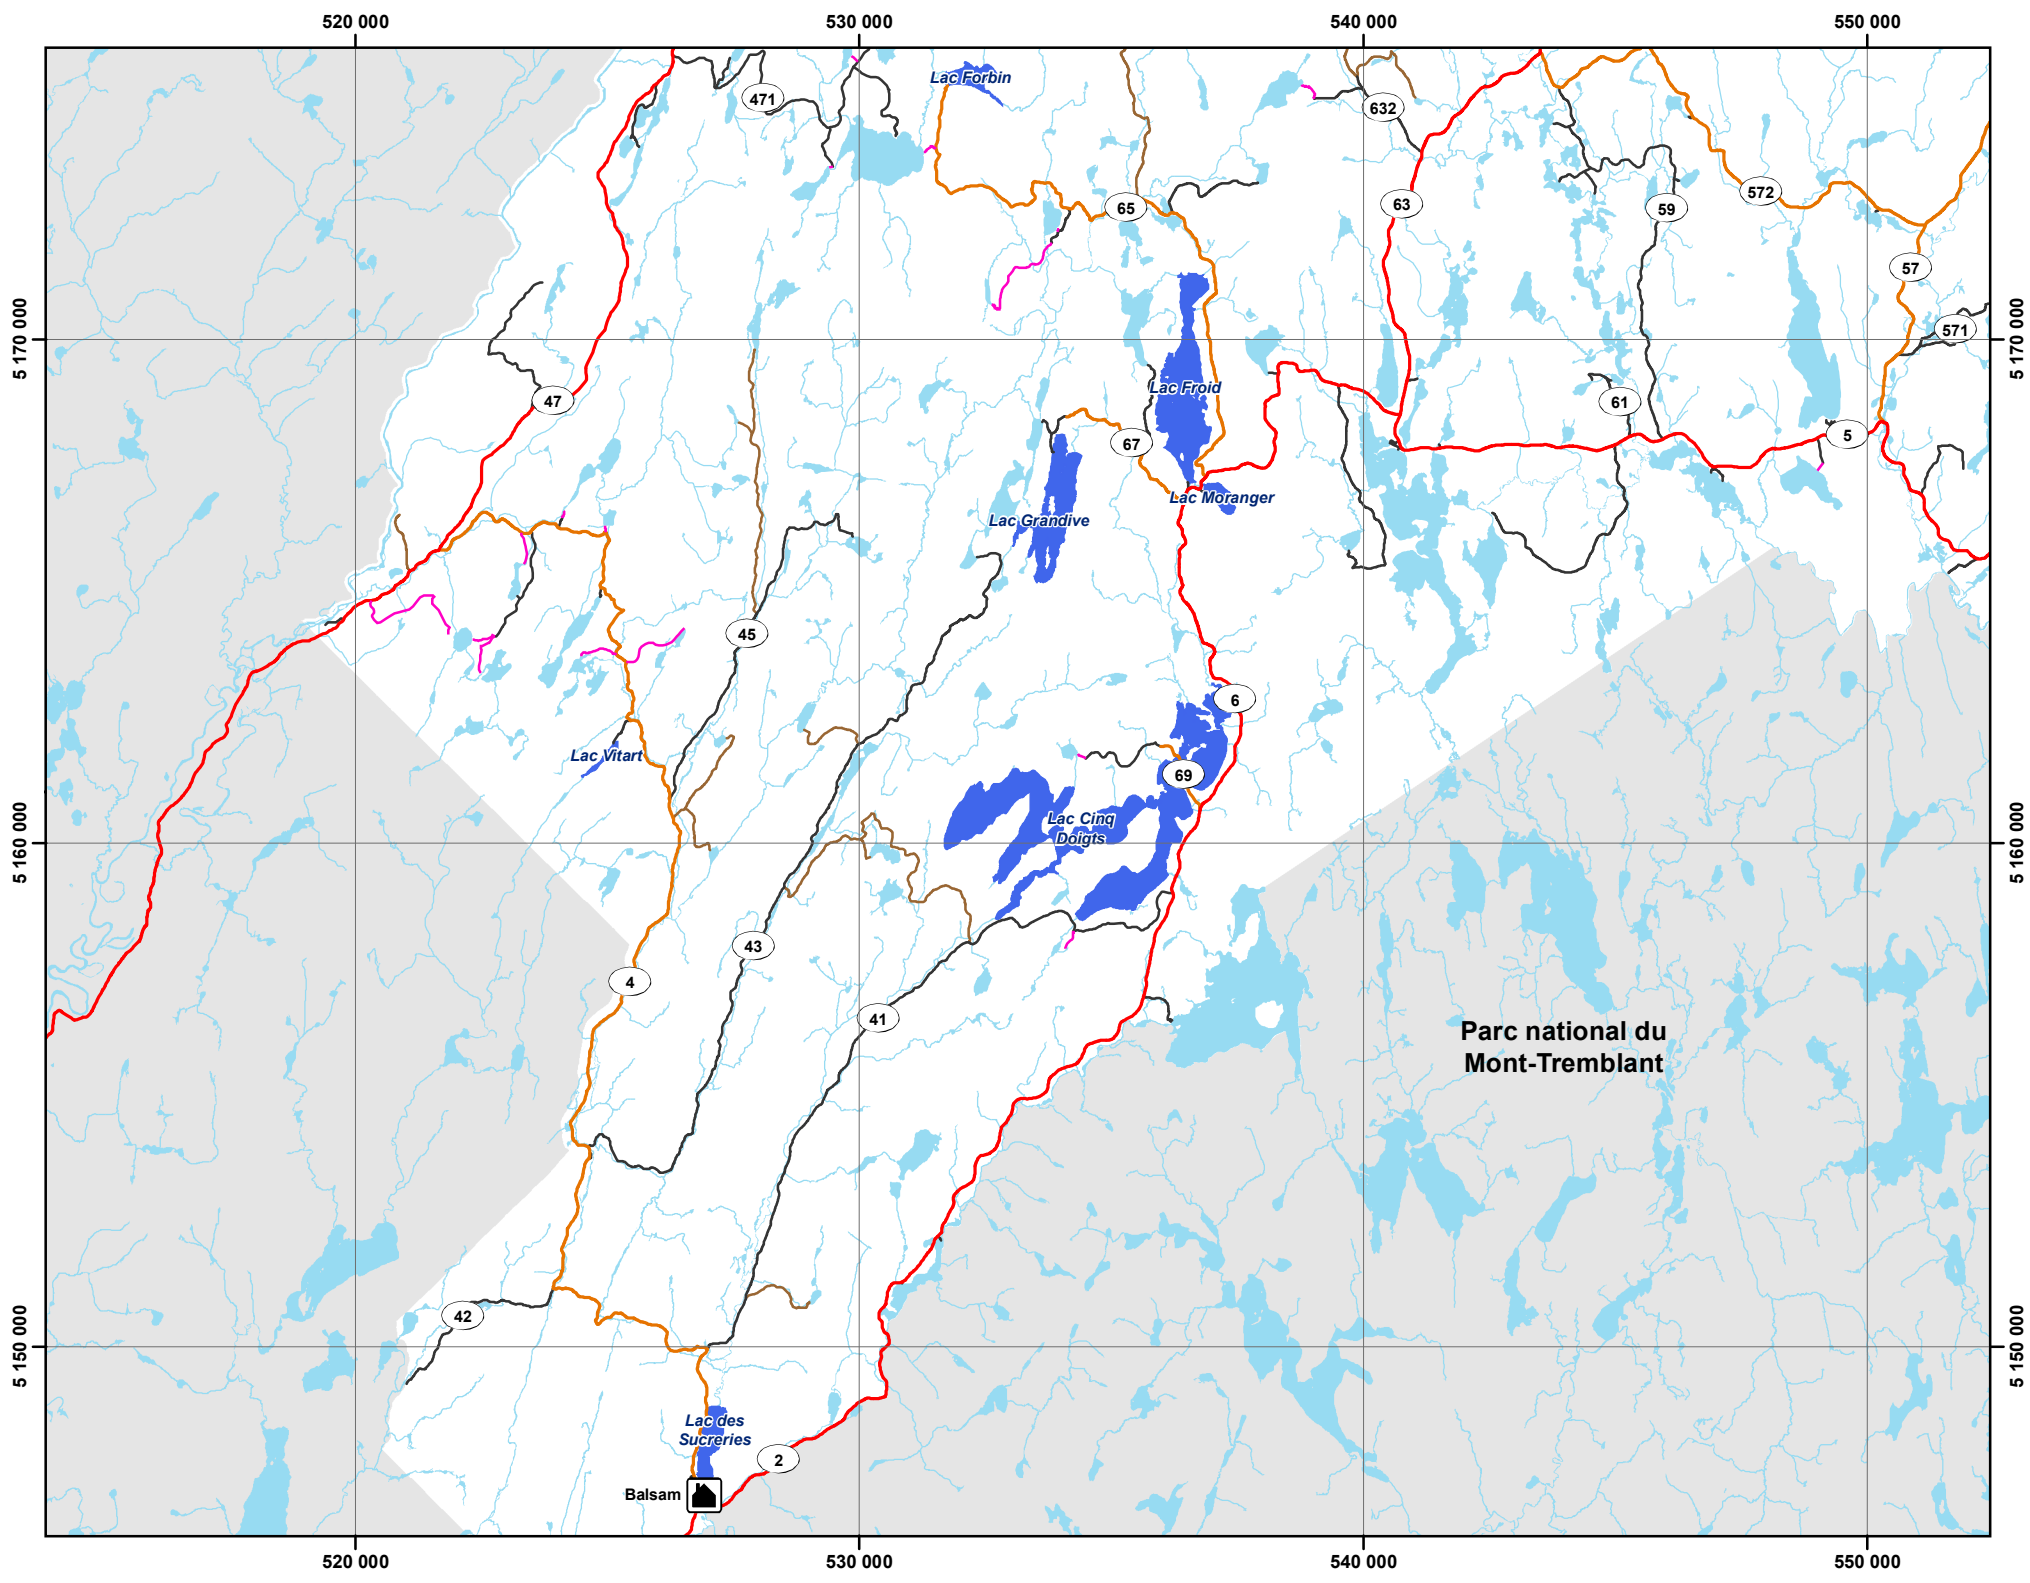 520 000
530 000
540 000
550 000
Lac Forbin
471
632
572
63
65
59
57
5 170 000
571
5 170 000
Lac Froid
47
61
67
5
Lac Moranger
Lac Grandive
45
6
Lac Vitart
69
Lac Cinq
Doigts
5 160 000
5 160 000
43
4
41
Parc national du
Mont-Tremblant
42
5 150 000
5 150 000
Lac des
Sucreries
2
Balsam
520 000
530 000
540 000
550 000